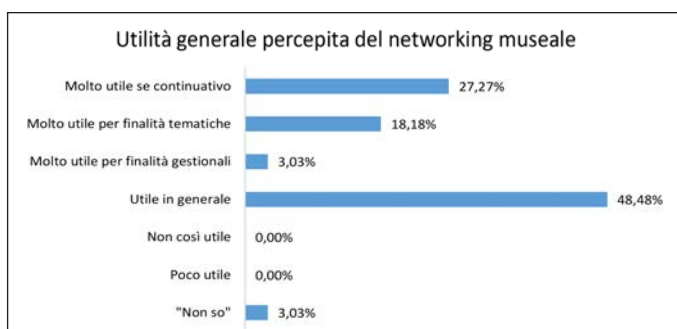 Utilità generale percepita del networking museale
Molto utile se continuativo 27,27%
Molto utile per finalità tematiche 18,18%
Molto utile per finalità gestionali 3,03%
Utile in generale 48,48%
Non così utile 0,00%
Poco utile 0,00%
"Non so" 3,03%